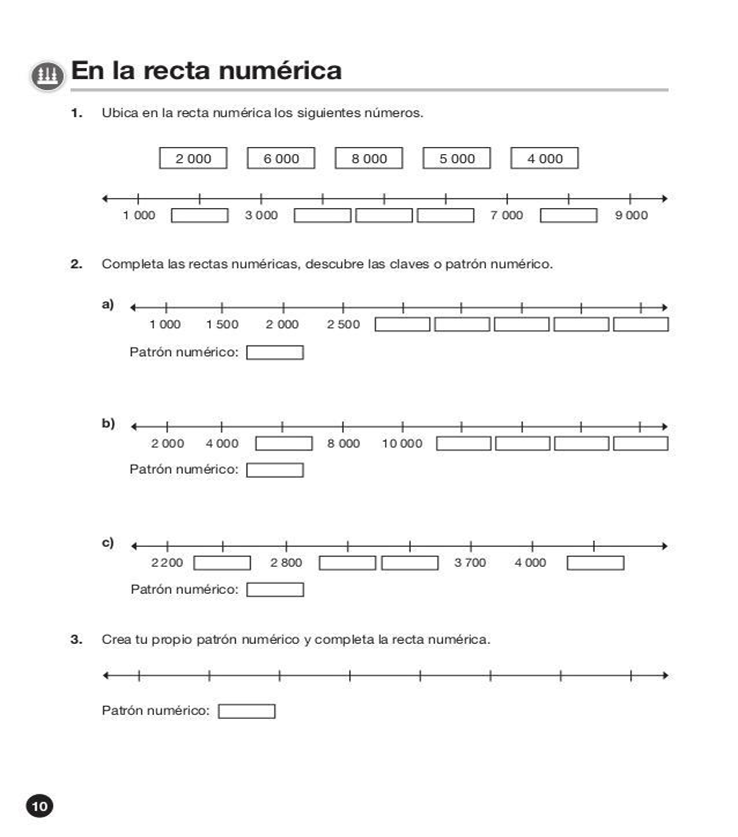 En la recta numérica
1. Ubica en la recta numérica los siguientes números.
2 000 6 000 8 000 5 000 4 000
1 000 3 000 7 000 9 000
2. Completa las rectas numéricas, descubre las claves o patrón numérico.
a)
1 000 1 500 2 000 2 500
Patrón numérico:
b)
2 000 4 000 8 000 10 000
Patrón numérico:
c)
2 200 2 800 3 700 4 000
Patrón numérico:
3. Crea tu propio patrón numérico y completa la recta numérica.
Patrón numérico:
10